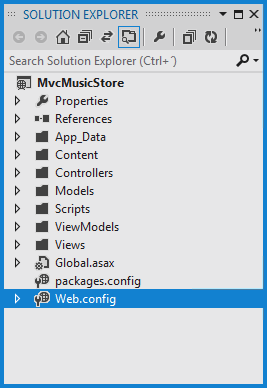 SOLUTION EXPLORER
Search Solution Explorer (Ctrl+´)
MvcMusicStore
Properties
References
App_Data
Content
Controllers
Models
Scripts
ViewModels
Views
Global.asax
packages.config
Web.config